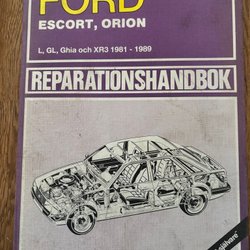 FORD
ESCORT, ORION
L, GL, Ghia och XR3 1981 - 1989
REPARATIONSHANDBOK